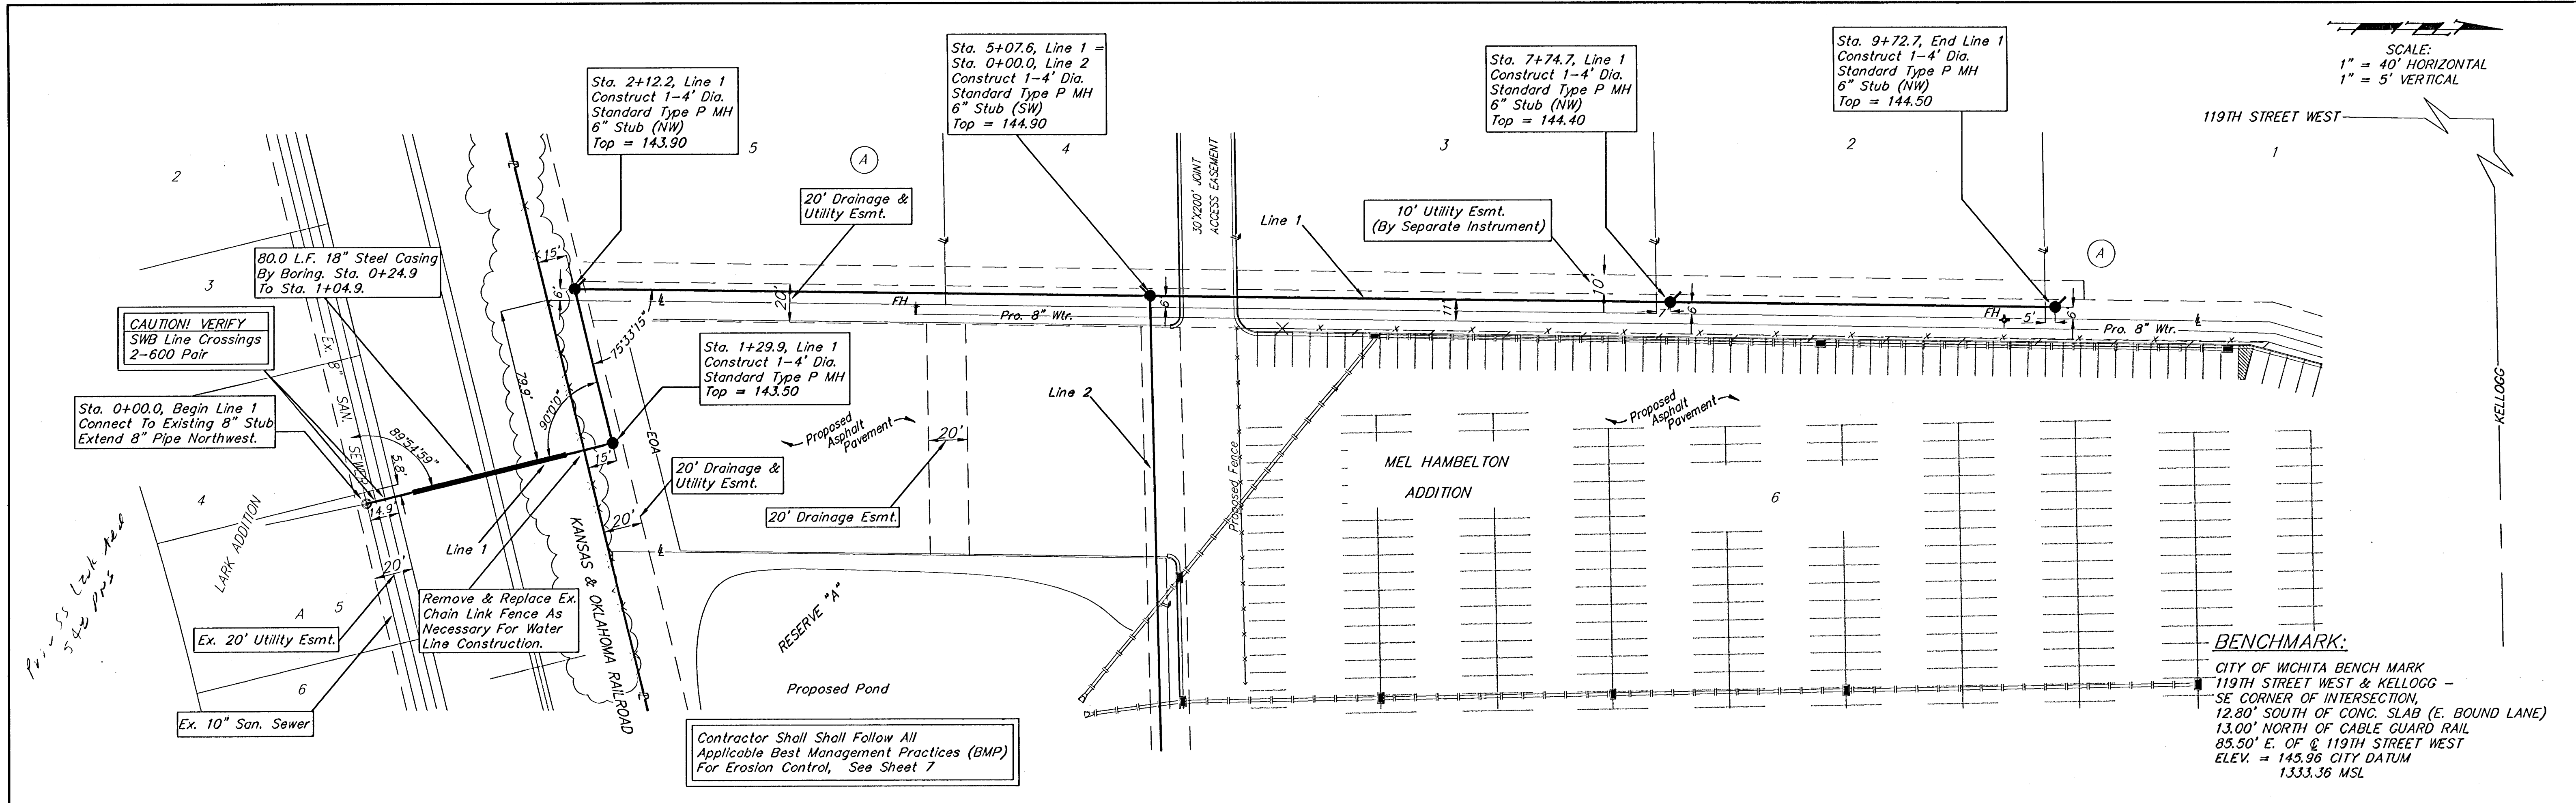 SCALE:
1" = 40' HORIZONTAL
1" = 5' VERTICAL
119TH STREET WEST
KELLOGG
Sta. 2+12.2, Line 1
Construct 1-4' Dia.
Standard Type P MH
6" Stub (NW)
Top = 143.90
Sta. 5+07.6, Line 1 =
Sta. 0+00.0, Line 2
Construct 1-4' Dia.
Standard Type P MH
6" Stub (SW)
Top = 144.90
Sta. 7+74.7, Line 1
Construct 1-4' Dia.
Standard Type P MH
6" Stub (NW)
Top = 144.40
Sta. 9+72.7, End Line 1
Construct 1-4' Dia.
Standard Type P MH
6" Stub (NW)
Top = 144.50
2
5
A
4
3
2
1
20' Drainage &
Utility Esmt.
30'X200' JOINT
ACCESS EASEMENT
Line 1
10' Utility Esmt.
(By Separate Instrument)
A
3
80.0 L.F. 18" Steel Casing
By Boring. Sta. 0+24.9
To Sta. 1+04.9.
CAUTION! VERIFY
SWB Line Crossings
2-600 Pair
Sta. 0+00.0, Begin Line 1
Connect To Existing 8" Stub
Extend 8" Pipe Northwest.
Ex. 8" SAN. SEWER
15'
6'
20'
FH
Pro. 8" Wtr.
6'
11'
10'
7'
6'
FH
5'
6'
Pro. 8" Wtr.
75°33'15"
79.9'
90°0'0"
89°54'59"
5.8'
14.9'
15'
Sta. 1+29.9, Line 1
Construct 1-4' Dia.
Standard Type P MH
Top = 143.50
EOA
Proposed
Asphalt
Pavement
20'
Line 2
Proposed Fence
Proposed
Asphalt
Pavement
MEL HAMBELTON
ADDITION
6
20' Drainage &
Utility Esmt.
20' Drainage Esmt.
20'
4
LARK ADDITION
Line 1
KANSAS & OKLAHOMA RAILROAD
20'
A
5
Ex. 20' Utility Esmt.
Remove & Replace Ex.
Chain Link Fence As
Necessary For Water
Line Construction.
6
Ex. 10" San. Sewer
RESERVE "A"
Proposed Pond
Contractor Shall Shall Follow All
Applicable Best Management Practices (BMP)
For Erosion Control, See Sheet 7
BENCHMARK:
CITY OF WICHITA BENCH MARK
119TH STREET WEST & KELLOGG -
SE CORNER OF INTERSECTION,
12.80' SOUTH OF CONC. SLAB (E. BOUND LANE)
13.00' NORTH OF CABLE GUARD RAIL
85.50' E. OF ℄ 119TH STREET WEST
ELEV. = 145.96 CITY DATUM
1333.36 MSL